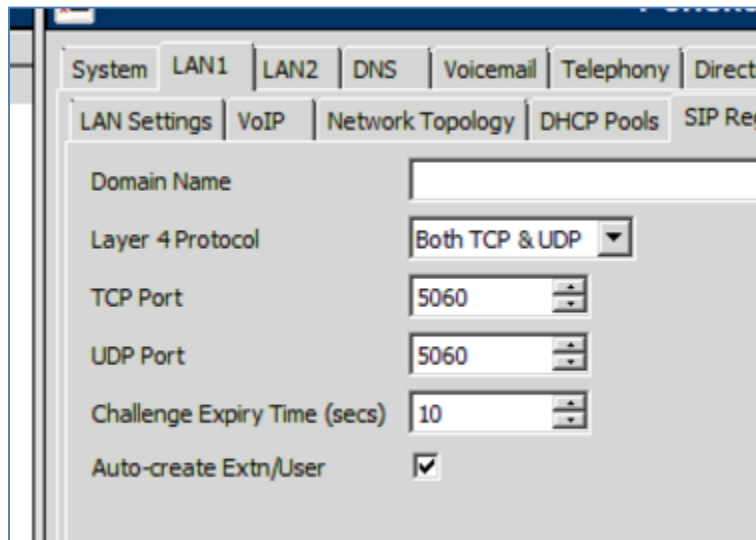 System LAN1 LAN2 DNS Voicemail Telephony Direct
LAN Settings VoIP Network Topology DHCP Pools SIP Reg
Domain Name
Layer 4 Protocol Both TCP & UDP
TCP Port 5060
UDP Port 5060
Challenge Expiry Time (secs) 10
Auto-create Extn/User